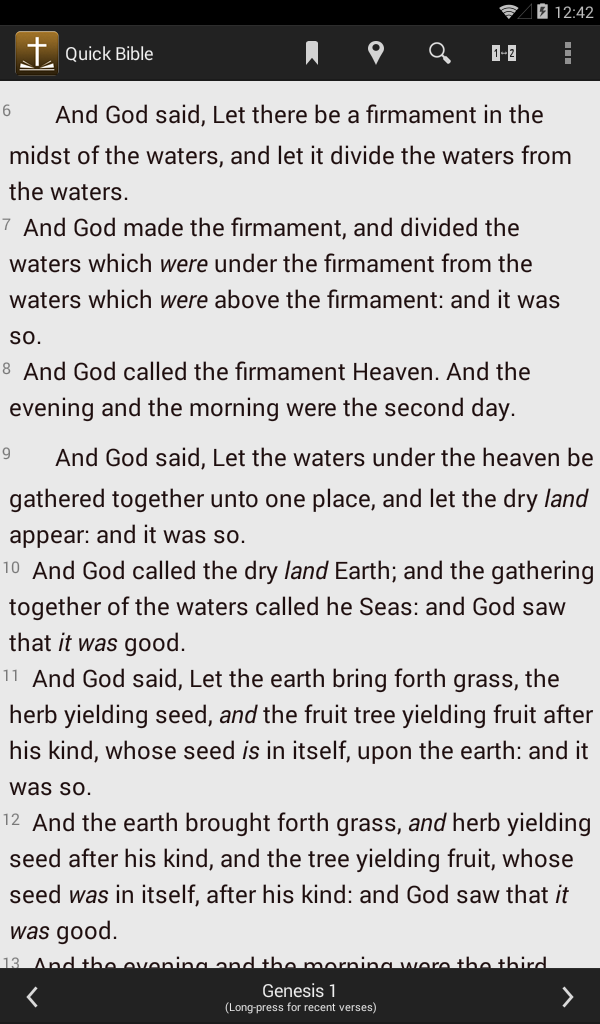 12:42
Quick Bible
1 2
6 And God said, Let there be a firmament in the
midst of the waters, and let it divide the waters from
the waters.
7 And God made the firmament, and divided the
waters which were under the firmament from the
waters which were above the firmament: and it was
so.
8 And God called the firmament Heaven. And the
evening and the morning were the second day.
9 And God said, Let the waters under the heaven be
gathered together unto one place, and let the dry land
appear: and it was so.
10 And God called the dry land Earth; and the gathering
together of the waters called he Seas: and God saw
that it was good.
11 And God said, Let the earth bring forth grass, the
herb yielding seed, and the fruit tree yielding fruit after
his kind, whose seed is in itself, upon the earth: and it
was so.
12 And the earth brought forth grass, and herb yielding
seed after his kind, and the tree yielding fruit, whose
seed was in itself, after his kind: and God saw that it
was good.
13 And the evening and the morning were the third
Genesis 1
(Long-press for recent verses)